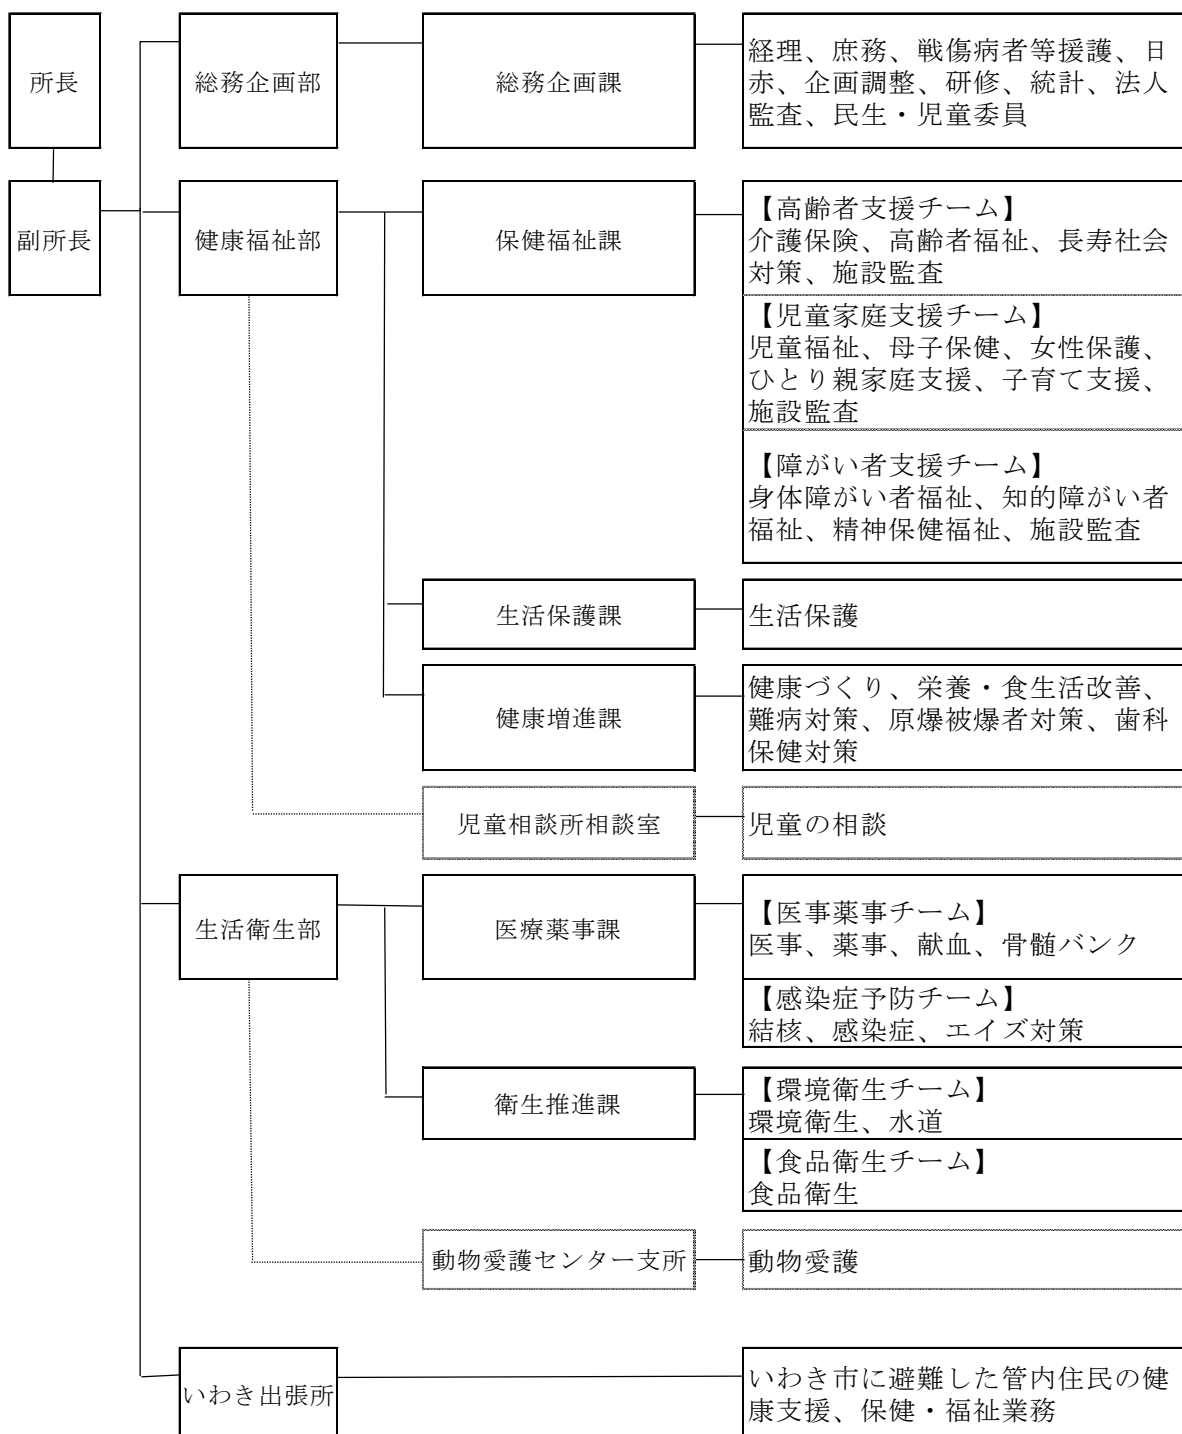 所長
総務企画部
総務企画課
経理、庶務、戦傷病者等援護、日
赤、企画調整、研修、統計、法人
監査、民生・児童委員
副所長
健康福祉部
保健福祉課
【高齢者支援チーム】
介護保険、高齢者福祉、長寿社会
対策、施設監査
【児童家庭支援チーム】
児童福祉、母子保健、女性保護、
ひとり親家庭支援、子育て支援、
施設監査
【障がい者支援チーム】
身体障がい者福祉、知的障がい者
福祉、精神保健福祉、施設監査
生活保護課
生活保護
健康増進課
健康づくり、栄養・食生活改善、
難病対策、原爆被爆者対策、歯科
保健対策
児童相談所相談室
児童の相談
生活衛生部
医療薬事課
【医事薬事チーム】
医事、薬事、献血、骨髄バンク
【感染症予防チーム】
結核、感染症、エイズ対策
衛生推進課
【環境衛生チーム】
環境衛生、水道
【食品衛生チーム】
食品衛生
動物愛護センター支所
動物愛護
いわき出張所
いわき市に避難した管内住民の健
康支援、保健・福祉業務